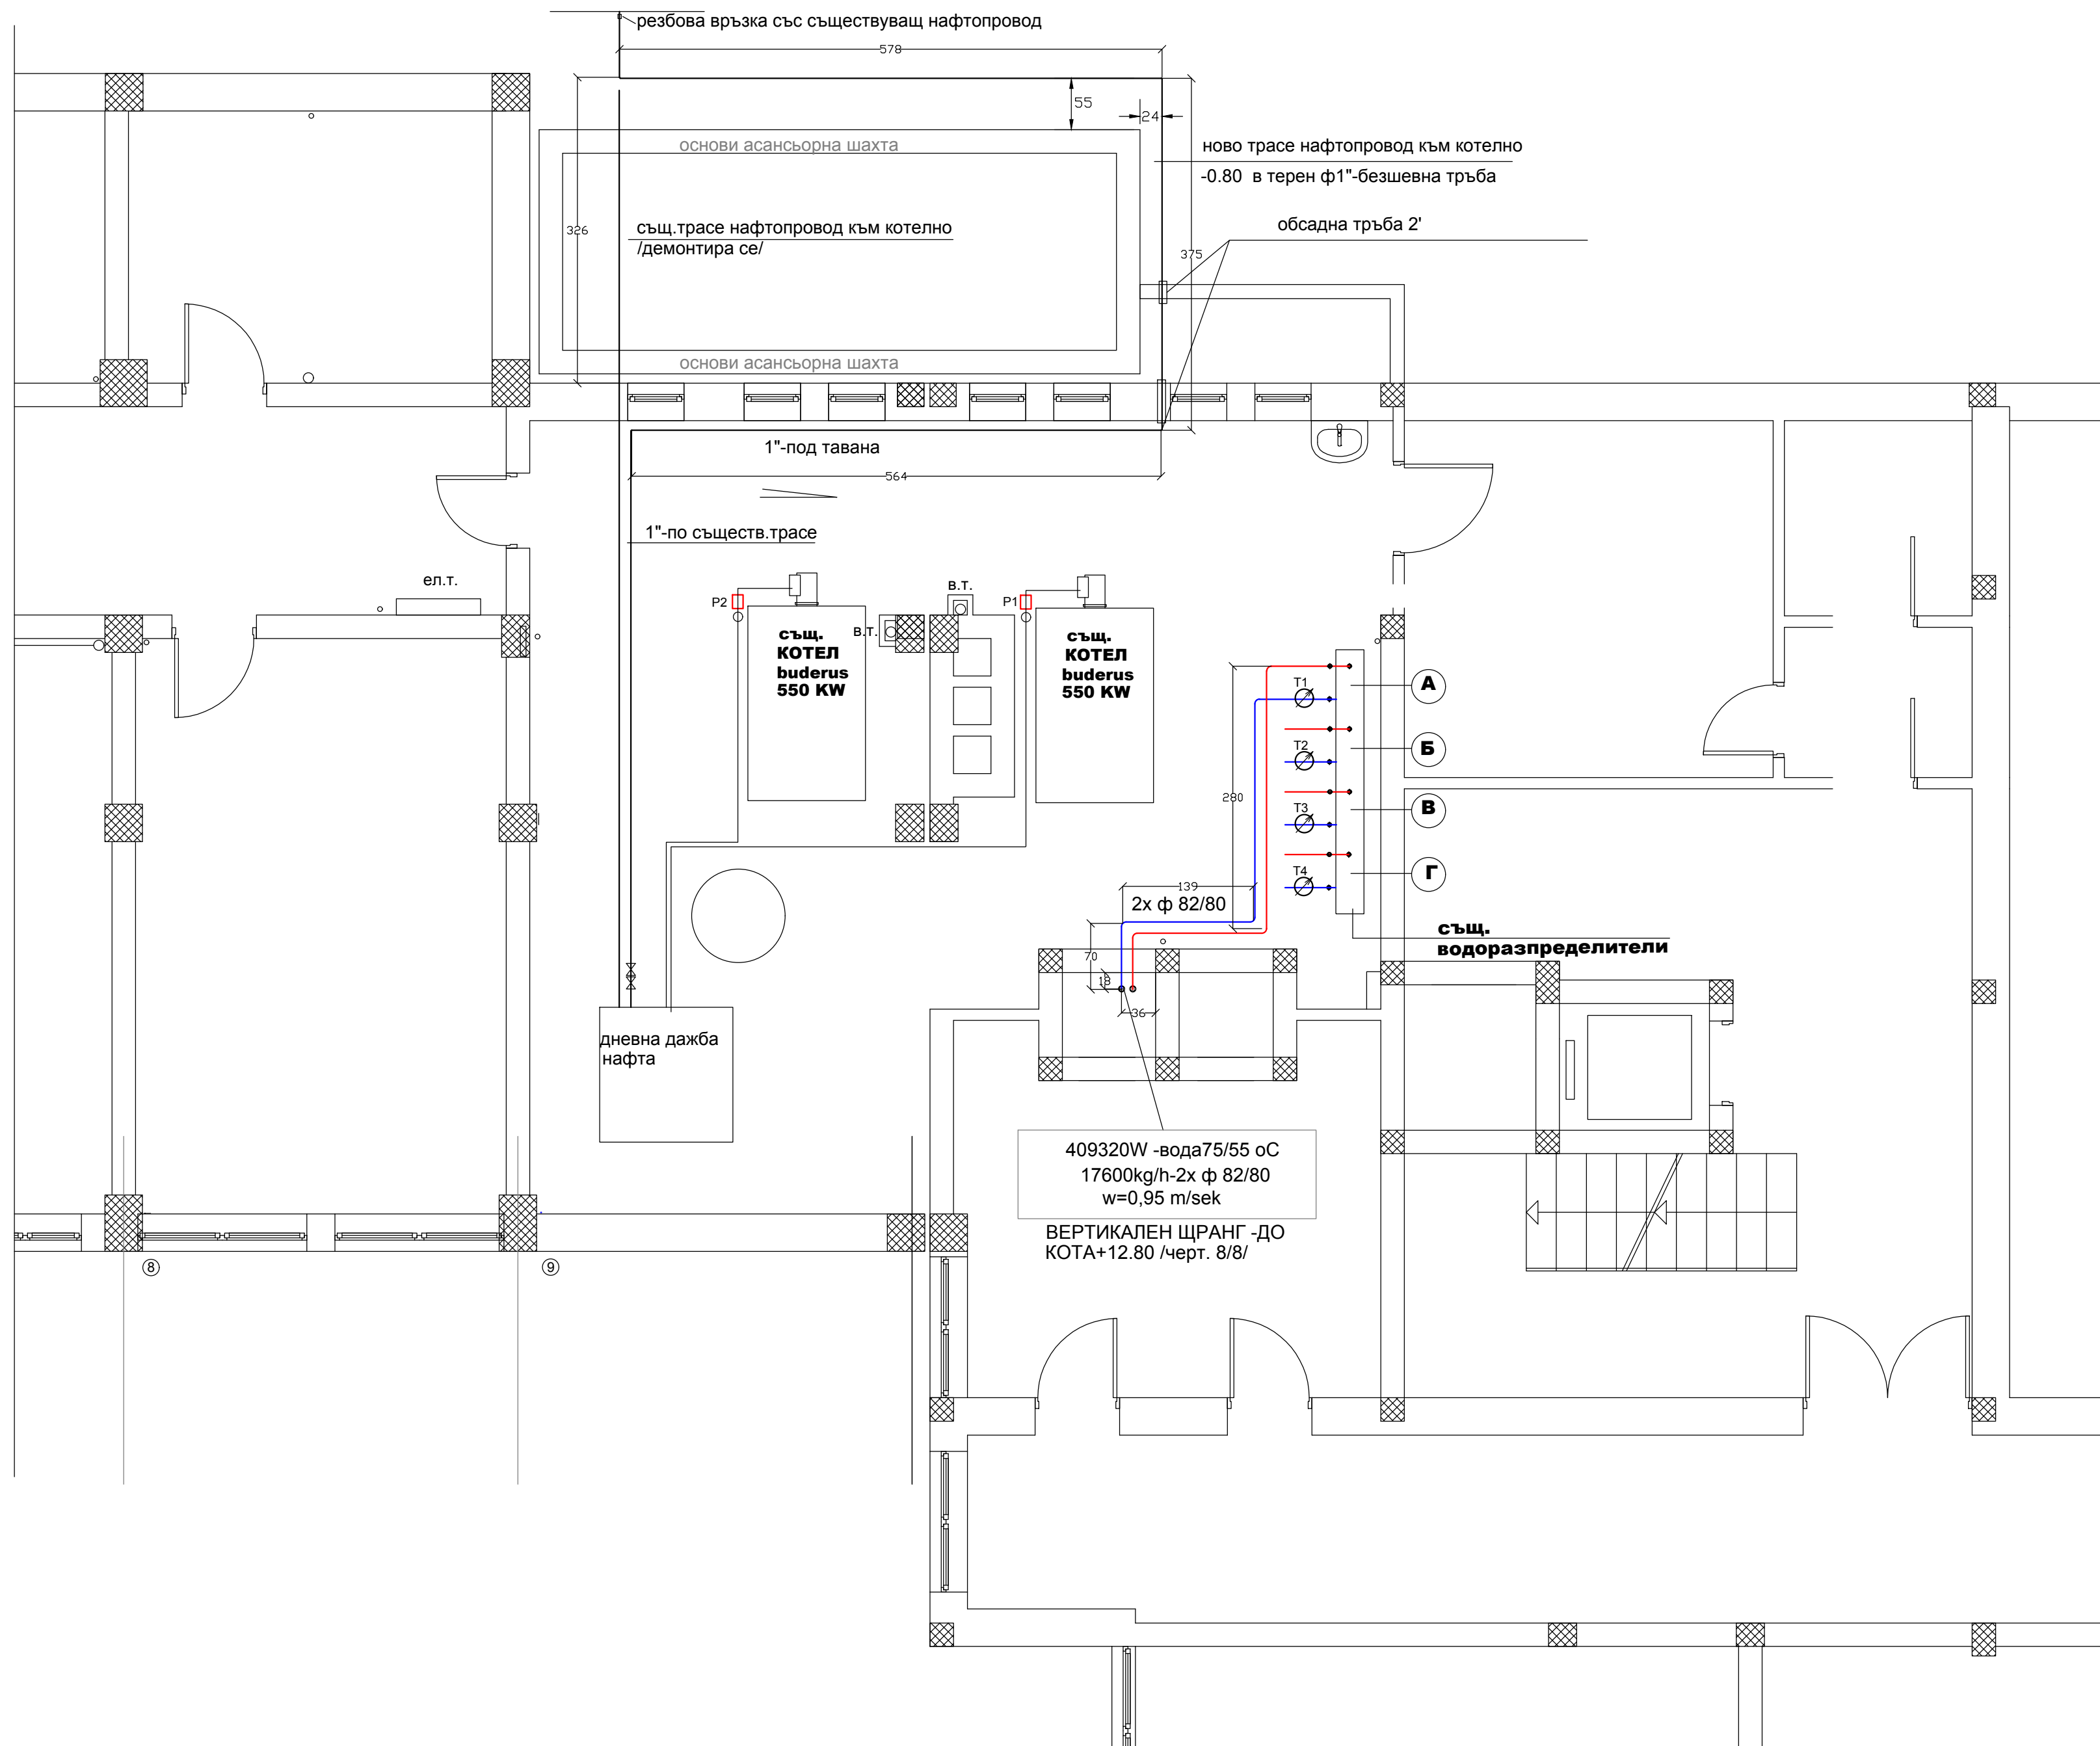 резбова връзка със съществуващ нафтопровод
578
55
24
основи асансьорна шахта
ново трасе нафтопровод към котелно
-0.80 в терен ф1"-безшевна тръба
326
същ.трасе нафтопровод към котелно
/демонтира се/
обсадна тръба 2'
375
основи асансьорна шахта
1"-под тавана
564
1"-по съществ.трасе
ел.т.
P2
в.т.
P1
в.т.
същ.
КОТЕЛ
buderus
550 KW
същ.
КОТЕЛ
buderus
550 KW
T1
А
T2
Б
280
T3
В
T4
Г
139
2x ф 82/80
същ.
водоразпределители
70
18
36
дневна дажба
нафта
409320W -вода75/55 oC
17600kg/h-2x ф 82/80
w=0,95 m/sek
ВЕРТИКАЛЕН ЩРАНГ -ДО
КОТА+12.80 /черт. 8/8/
8
9